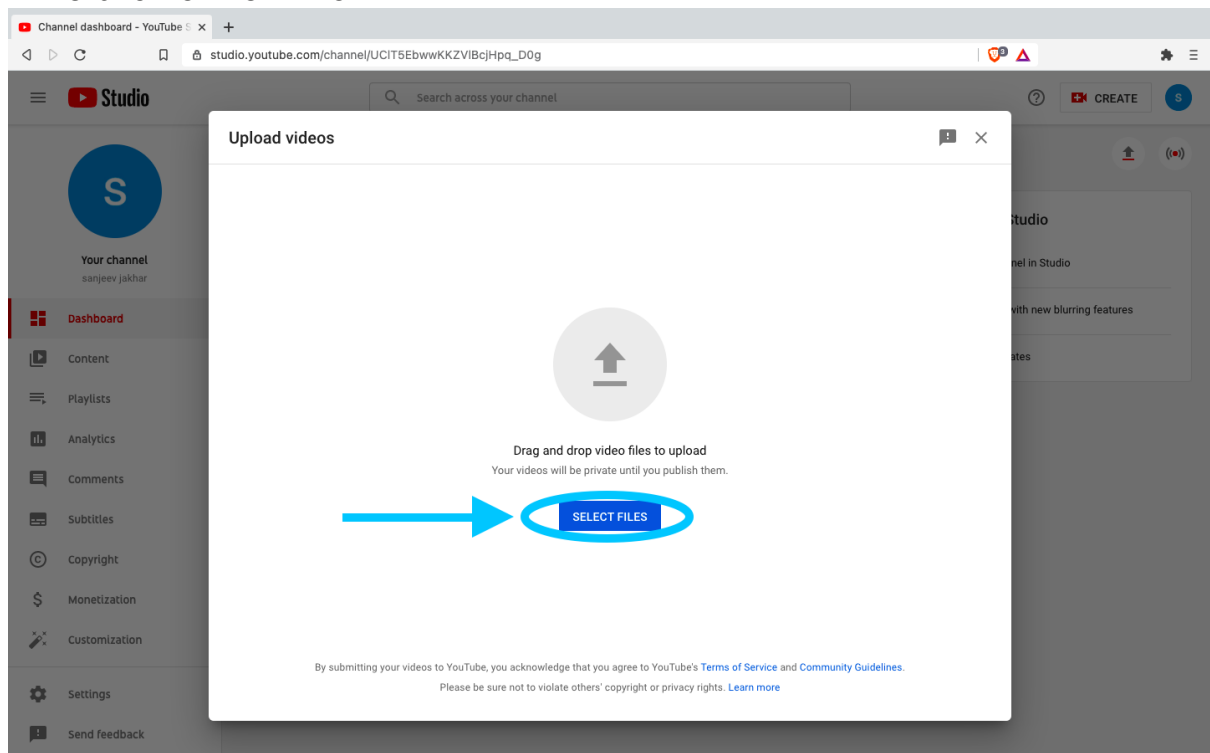 Channel dashboard - YouTube S
studio.youtube.com/channel/UClT5EbwwKKZVlBcjHpq_D0g
3
Studio
Search across your channel
CREATE
S
Upload videos
S
Your channel
sanjeev jakhar
Studio
nel in Studio
with new blurring features
ates
Dashboard
Content
Playlists
Analytics
Comments
Subtitles
Copyright
Monetization
Customization
Settings
Send feedback
Drag and drop video files to upload
Your videos will be private until you publish them.
SELECT FILES
By submitting your videos to YouTube, you acknowledge that you agree to YouTube's Terms of Service and Community Guidelines.
Please be sure not to violate others' copyright or privacy rights. Learn more